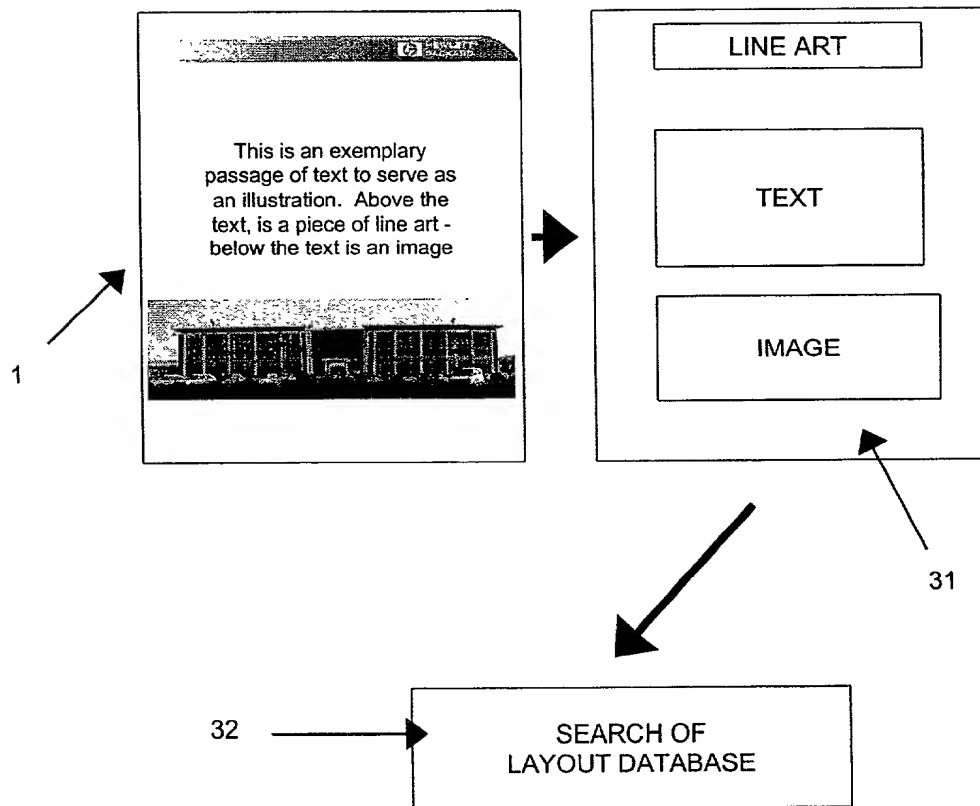 LINE ART
This is an exemplary
passage of text to serve as
an illustration. Above the
text, is a piece of line art -
below the text is an image
TEXT
IMAGE
1
31
32
SEARCH OF
LAYOUT DATABASE